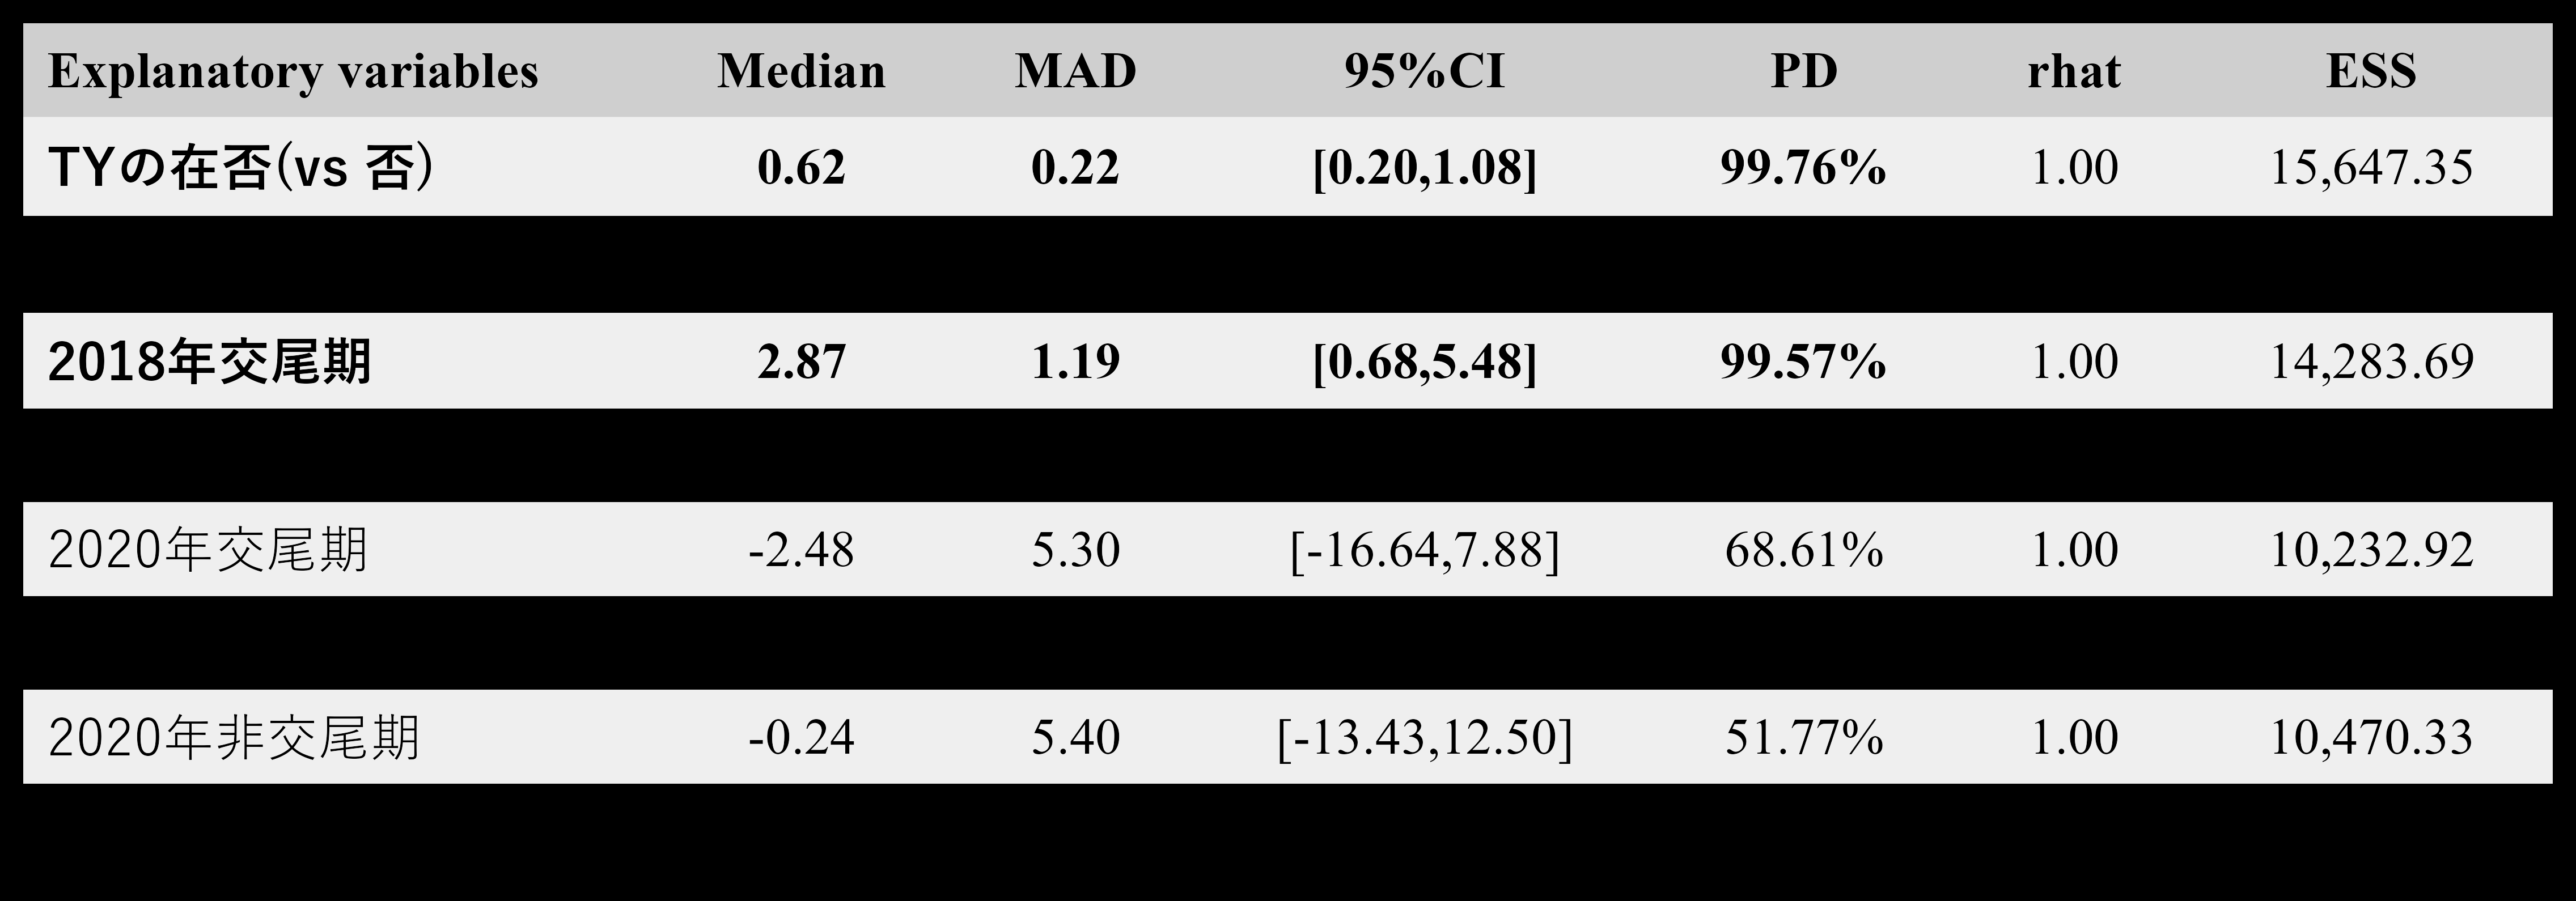 Explanatory variables Median MAD 95%CI PD rhat ESS
TYの在否(vs 否) 0.62 0.22 [0.20,1.08] 99.76% 1.00 15,647.35
2018年交尾期 2.87 1.19 [0.68,5.48] 99.57% 1.00 14,283.69
2020年交尾期 -2.48 5.30 [-16.64,7.88] 68.61% 1.00 10,232.92
2020年非交尾期 -0.24 5.40 [-13.43,12.50] 51.77% 1.00 10,470.33